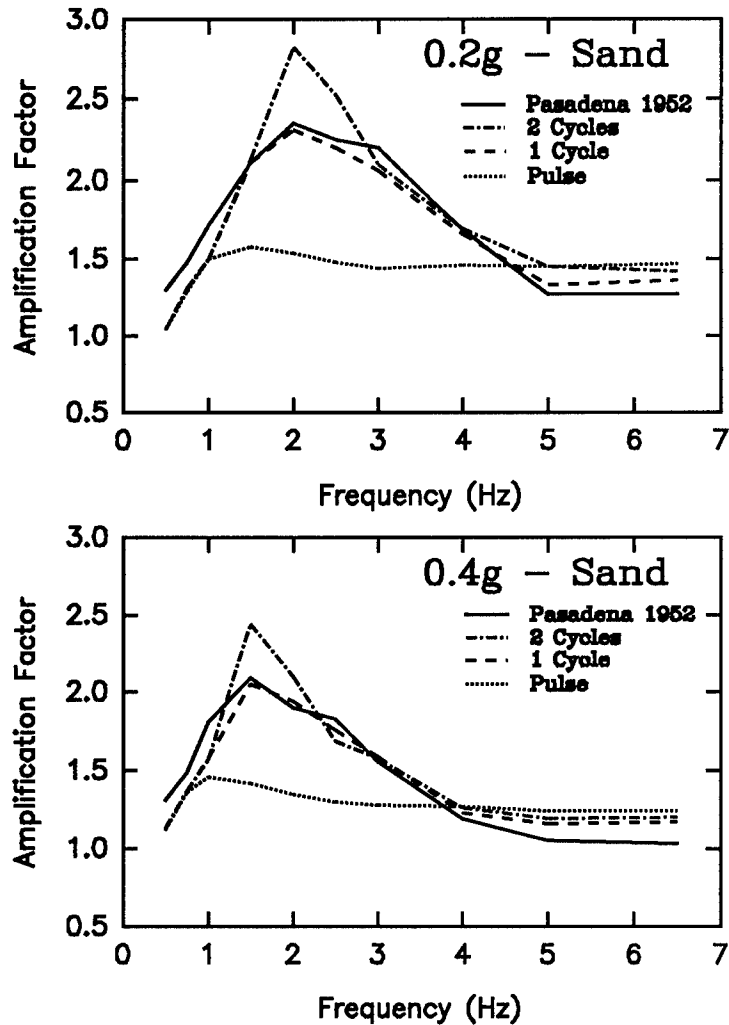 3.0
0.2g – Sand
2.5
Pasadena 1952
2 Cycles
1 Cycle
Pulse
2.0
1.5
1.0
0.5
Amplification Factor
0 1 2 3 4 5 6 7
Frequency (Hz)
3.0
0.4g – Sand
2.5
Pasadena 1952
2 Cycles
1 Cycle
Pulse
2.0
1.5
1.0
0.5
Amplification Factor
0 1 2 3 4 5 6 7
Frequency (Hz)